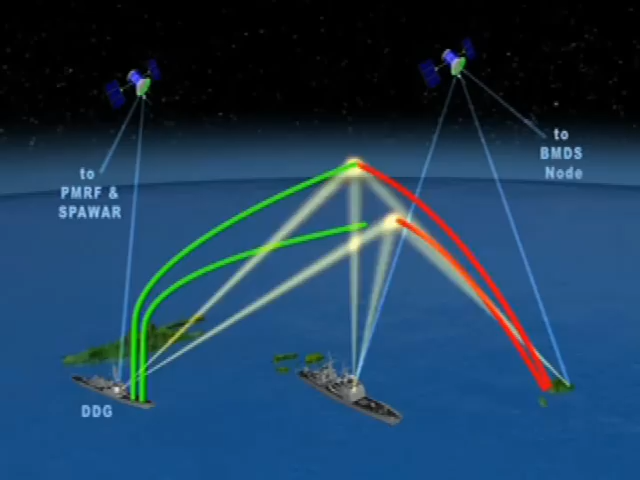 to
PMRF &
SPAWAR
to
BMDS
Node
DDG